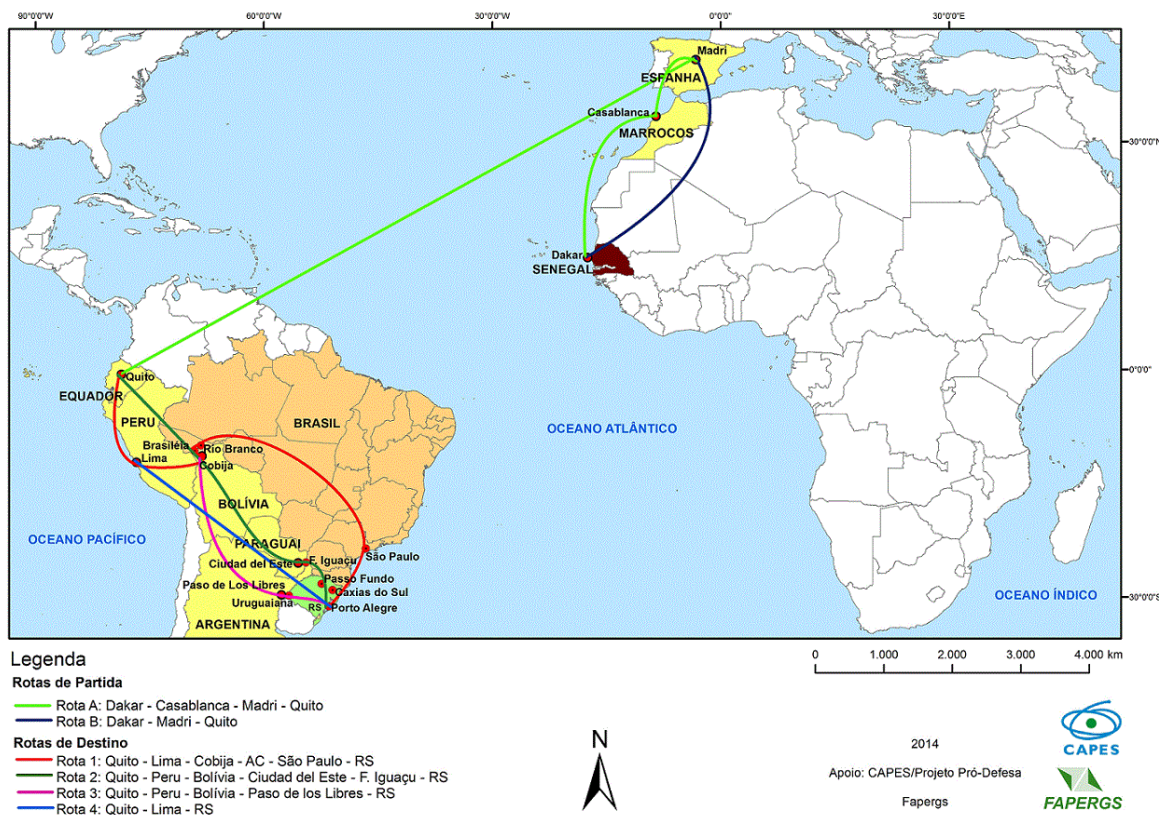 90°0'0"W
60°0'0"W
30°0'0"W
0°0'0"
30°0'0"E
Madri
ESPANHA
Casablanca
MARROCOS
30°0'0"N
Dakar
SENEGAL
Quito
EQUADOR
0°0'0"
PERU
BRASIL
OCEANO ATLÂNTICO
Brasiléia
Rio Branco
Lima
Cobija
BOLÍVIA
OCEANO PACÍFICO
PARAGUAI
São Paulo
Ciudad del Este
F. Iguaçu
Passo Fundo
Paso de Los Libres
Caxias do Sul
Uruguaiana
RS
Porto Alegre
OCEANO ÍNDICO
30°0'0"S
ARGENTINA
Legenda
0 1.000 2.000 3.000 4.000 km
Rotas de Partida
Rota A: Dakar - Casablanca - Madri - Quito
Rota B: Dakar - Madri - Quito
Rotas de Destino
Rota 1: Quito - Lima - Cobija - AC - São Paulo - RS
Rota 2: Quito - Peru - Bolívia - Ciudad del Este - F. Iguaçu - RS
Rota 3: Quito - Peru - Bolívia - Paso de los Libres - RS
Rota 4: Quito - Lima - RS
N
2014
Apoio: CAPES/Projeto Pró-Defesa
Fapergs
CAPES
FAPERGS